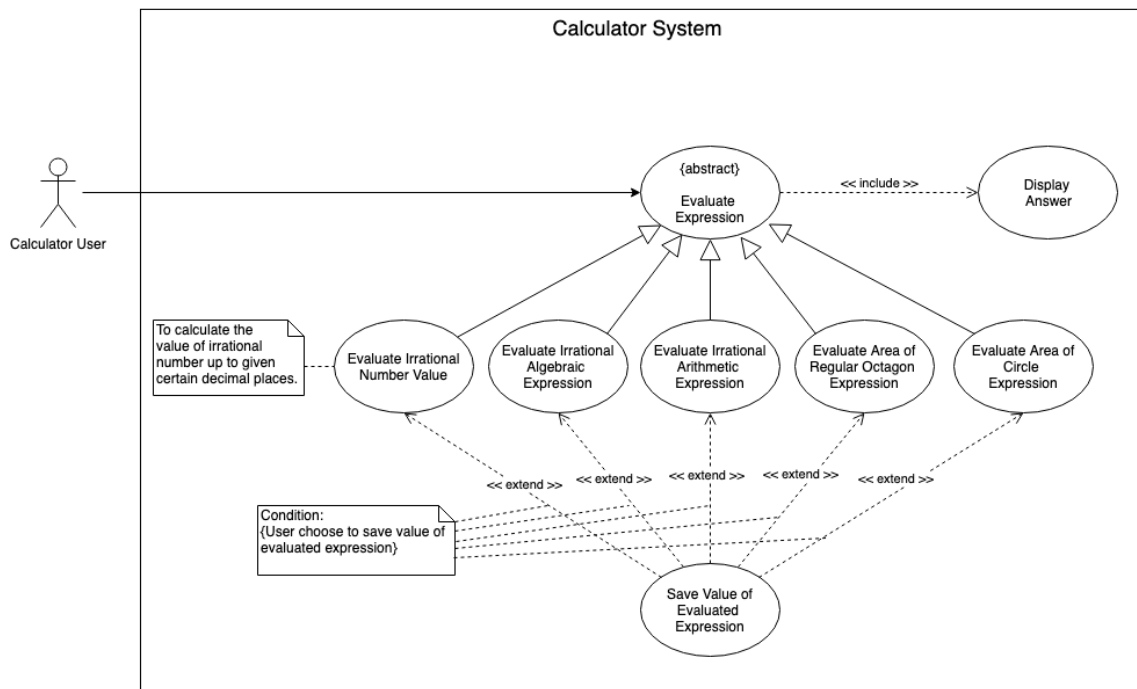 Calculator System
{abstract}
Evaluate
Expression
<< include >>
Display
Answer
Calculator User
To calculate the
value of irrational
number up to given
certain decimal places.
Evaluate Irrational
Number Value
Evaluate Irrational
Algebraic
Expression
Evaluate Irrational
Arithmetic
Expression
Evaluate Area of
Regular Octagon
Expression
Evaluate Area of
Circle
Expression
<< extend >>
<< extend >>
<< extend >>
<< extend >>
<< extend >>
Condition:
{User choose to save value of
evaluated expression}
Save Value of
Evaluated
Expression